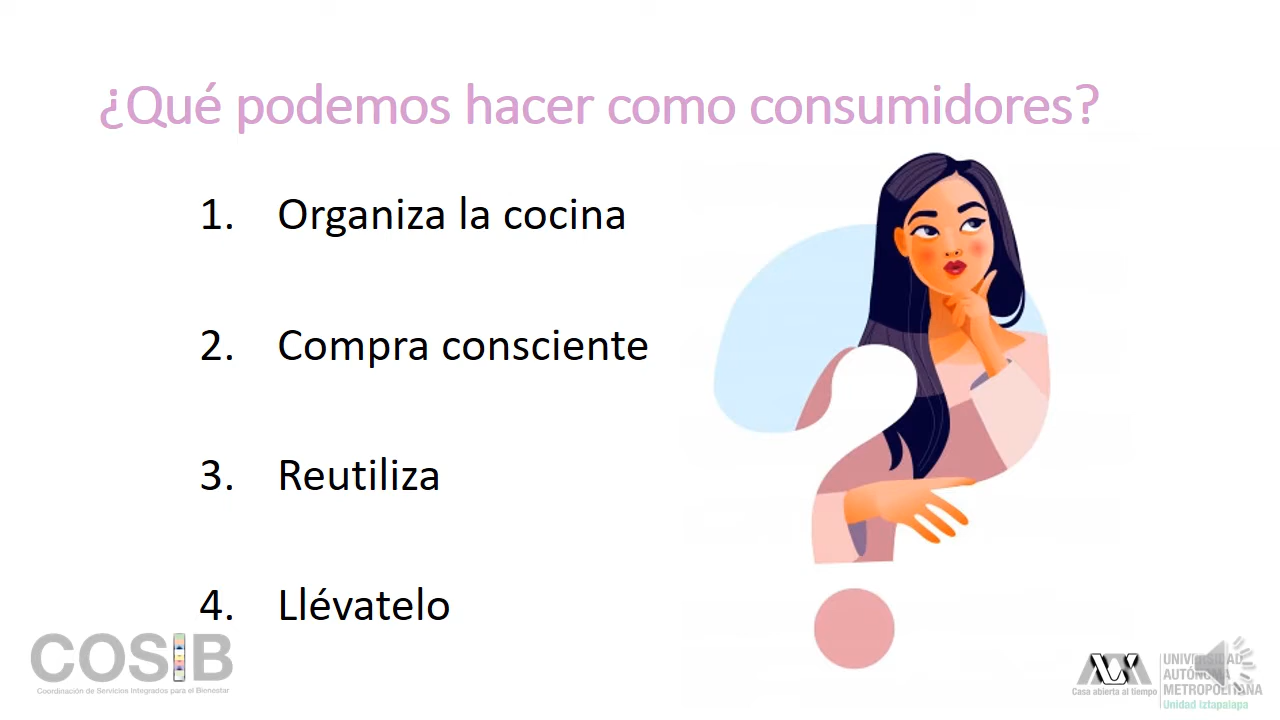 ¿Qué podemos hacer como consumidores?
1. Organiza la cocina
2. Compra consciente
3. Reutiliza
4. Llévatelo
COSIB
Coordinación de Servicios Integrados para el Bienestar
Casa abierta al tiempo
UNIVERSIDAD
AUTÓNOMA
METROPOLITANA
Unidad Iztapalapa